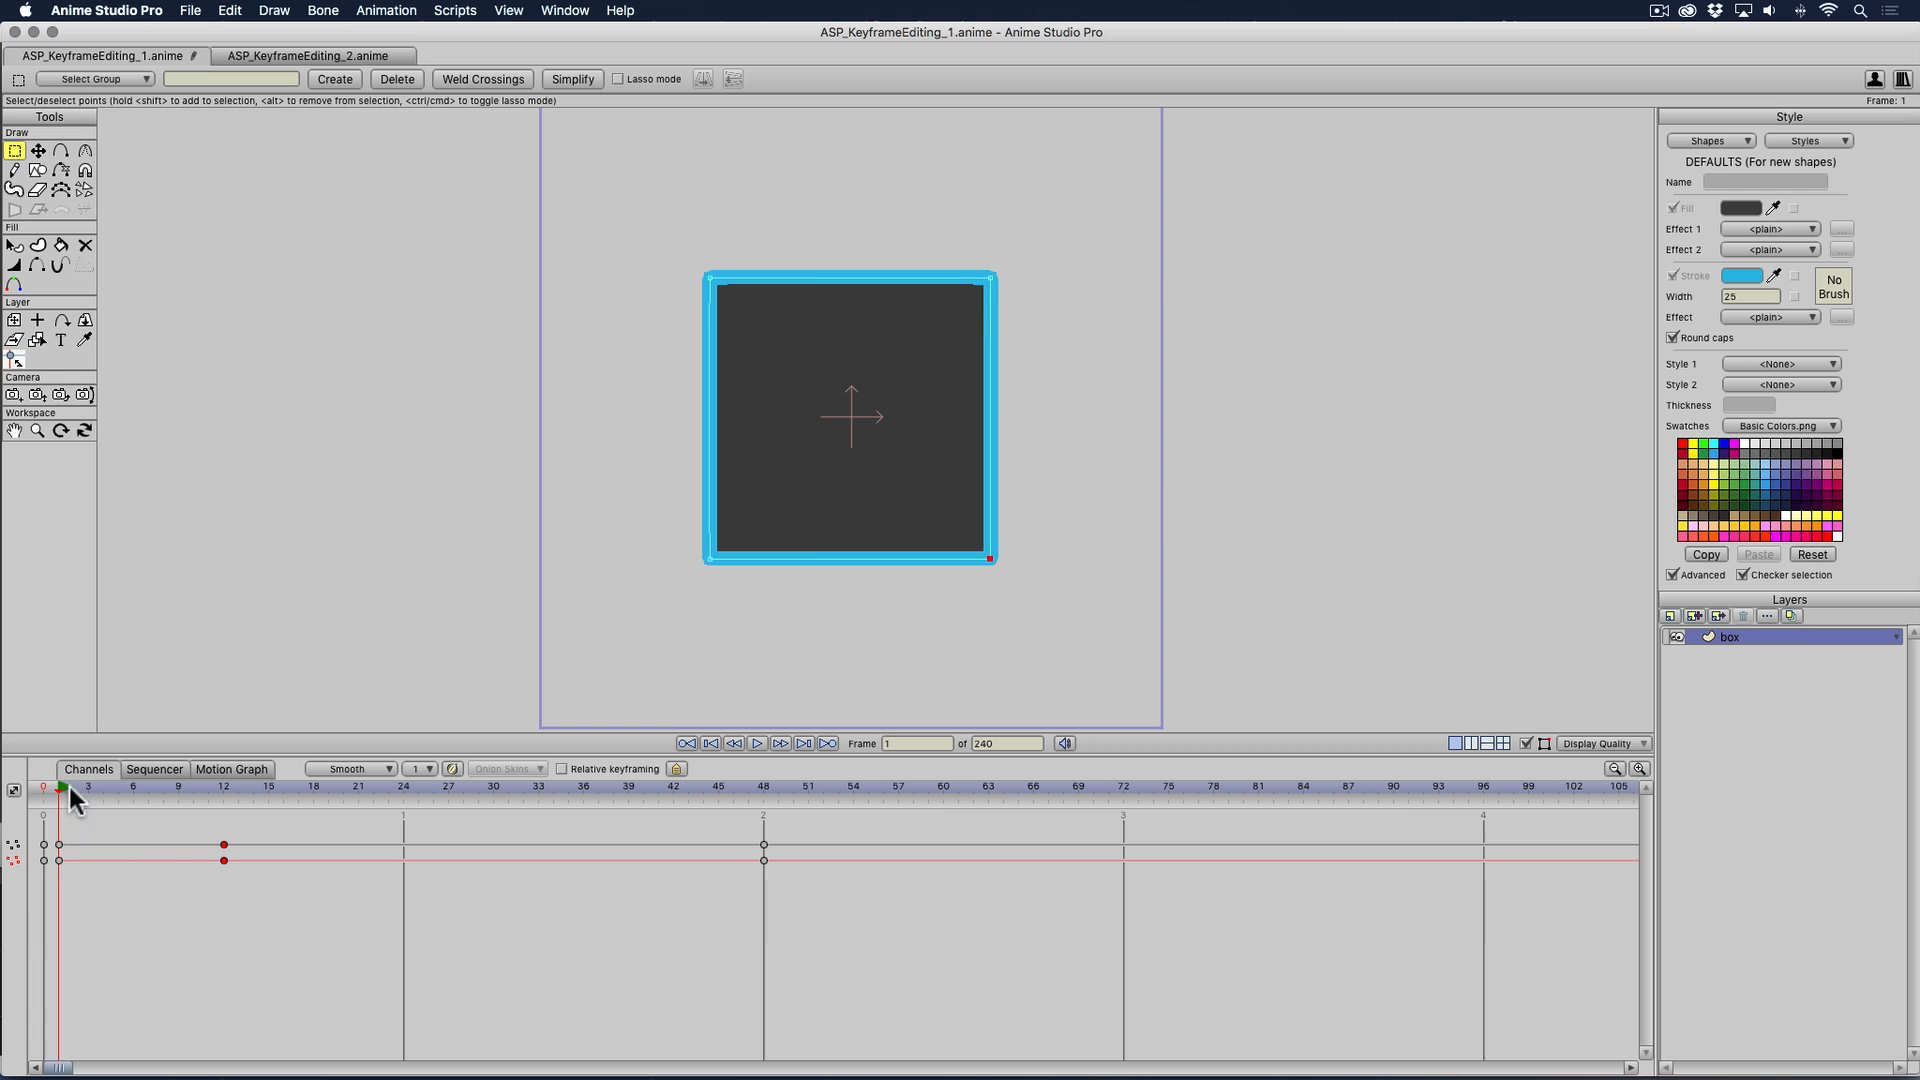 Anime Studio Pro File Edit Draw Bone Animation Scripts View Window Help
ASP_KeyframeEditing_1.anime - Anime Studio Pro
ASP_KeyframeEditing_1.anime ASP_KeyframeEditing_2.anime
Select Group Create Delete Weld Crossings Simplify Lasso mode
Select/deselect points (hold <shift> to add to selection, <alt> to remove from selection, <ctrl/cmd> to toggle lasso mode) Frame: 1
Tools
Draw
Fill
Layer
T
Camera
Workspace
Style
Shapes Styles
DEFAULTS (For new shapes)
Name
Fill
Effect 1 <plain> ...
Effect 2 <plain> ...
Stroke
No Brush
Width 25
Effect <plain> ...
Round caps
Style 1 <None>
Style 2 <None>
Thickness
Swatches Basic Colors.png
Copy Paste Reset
Advanced Checker selection
Layers
box
Frame 1 of 240 Display Quality
Channels Sequencer Motion Graph Smooth 1 Onion Skins Relative keyframing
0 3 6 9 12 15 18 21 24 27 30 33 36 39 42 45 48 51 54 57 60 63 66 69 72 75 78 81 84 87 90 93 96 99 102 105
0 1 2 3 4